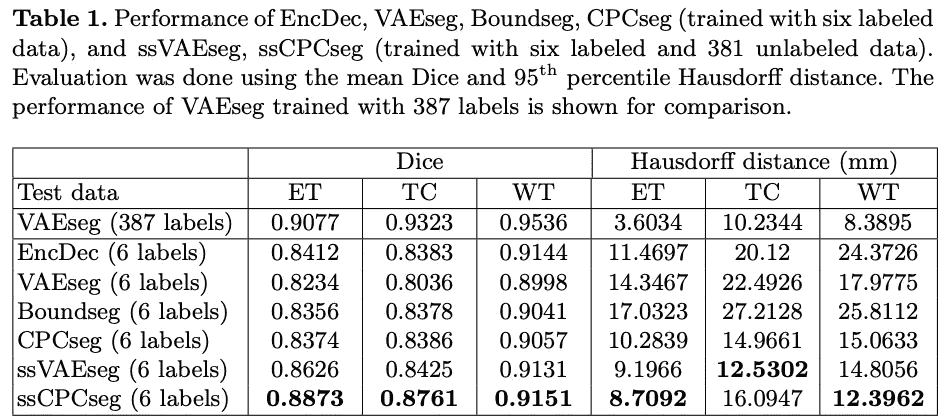 Table 1. Performance of EncDec, VAEseg, Boundseg, CPCseg (trained with six labeled
data), and ssVAEseg, ssCPCseg (trained with six labeled and 381 unlabeled data).
Evaluation was done using the mean Dice and 95th percentile Hausdorff distance. The
performance of VAEseg trained with 387 labels is shown for comparison.
Dice Hausdorff distance (mm)
Test data ET TC WT ET TC WT
VAEseg (387 labels) 0.9077 0.9323 0.9536 3.6034 10.2344 8.3895
EncDec (6 labels) 0.8412 0.8383 0.9144 11.4697 20.12 24.3726
VAEseg (6 labels) 0.8234 0.8036 0.8998 14.3467 22.4926 17.9775
Boundseg (6 labels) 0.8356 0.8378 0.9041 17.0323 27.2128 25.8112
CPCseg (6 labels) 0.8374 0.8386 0.9057 10.2839 14.9661 15.0633
ssVAEseg (6 labels) 0.8626 0.8425 0.9131 9.1966 12.5302 14.8056
ssCPCseg (6 labels) 0.8873 0.8761 0.9151 8.7092 16.0947 12.3962